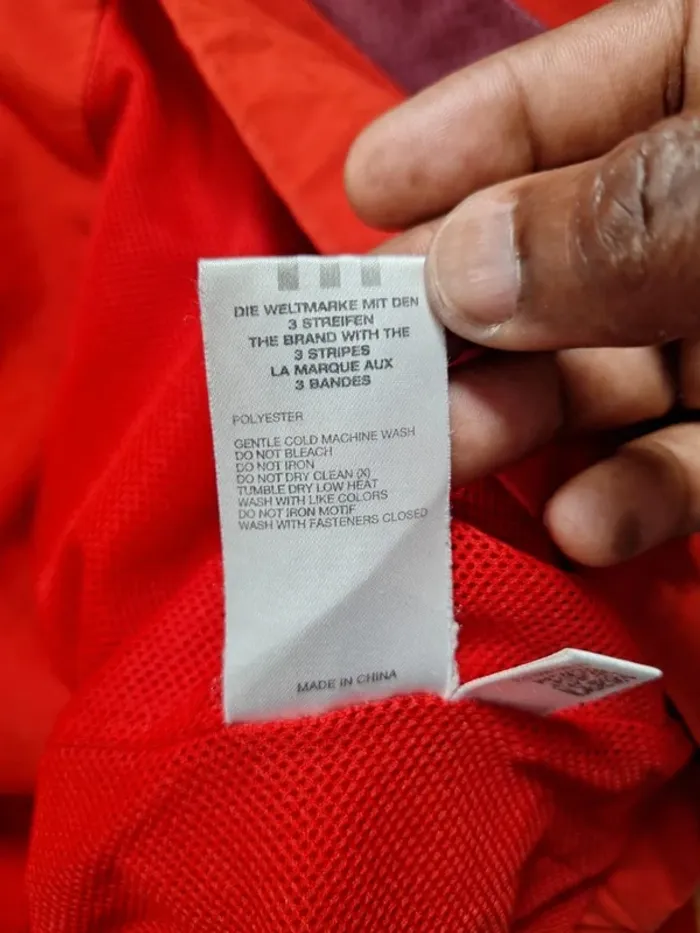 DIE WELTMARKE MIT DEN
3 STREIFEN
THE BRAND WITH THE
3 STRIPES
LA MARQUE AUX
3 BANDES
POLYESTER
GENTLE COLD MACHINE WASH
DO NOT BLEACH
DO NOT IRON
DO NOT DRY CLEAN (X)
TUMBLE DRY LOW HEAT
WASH WITH LIKE COLORS
DO NOT IRON MOTIF
WASH WITH FASTENERS CLOSED
MADE IN CHINA